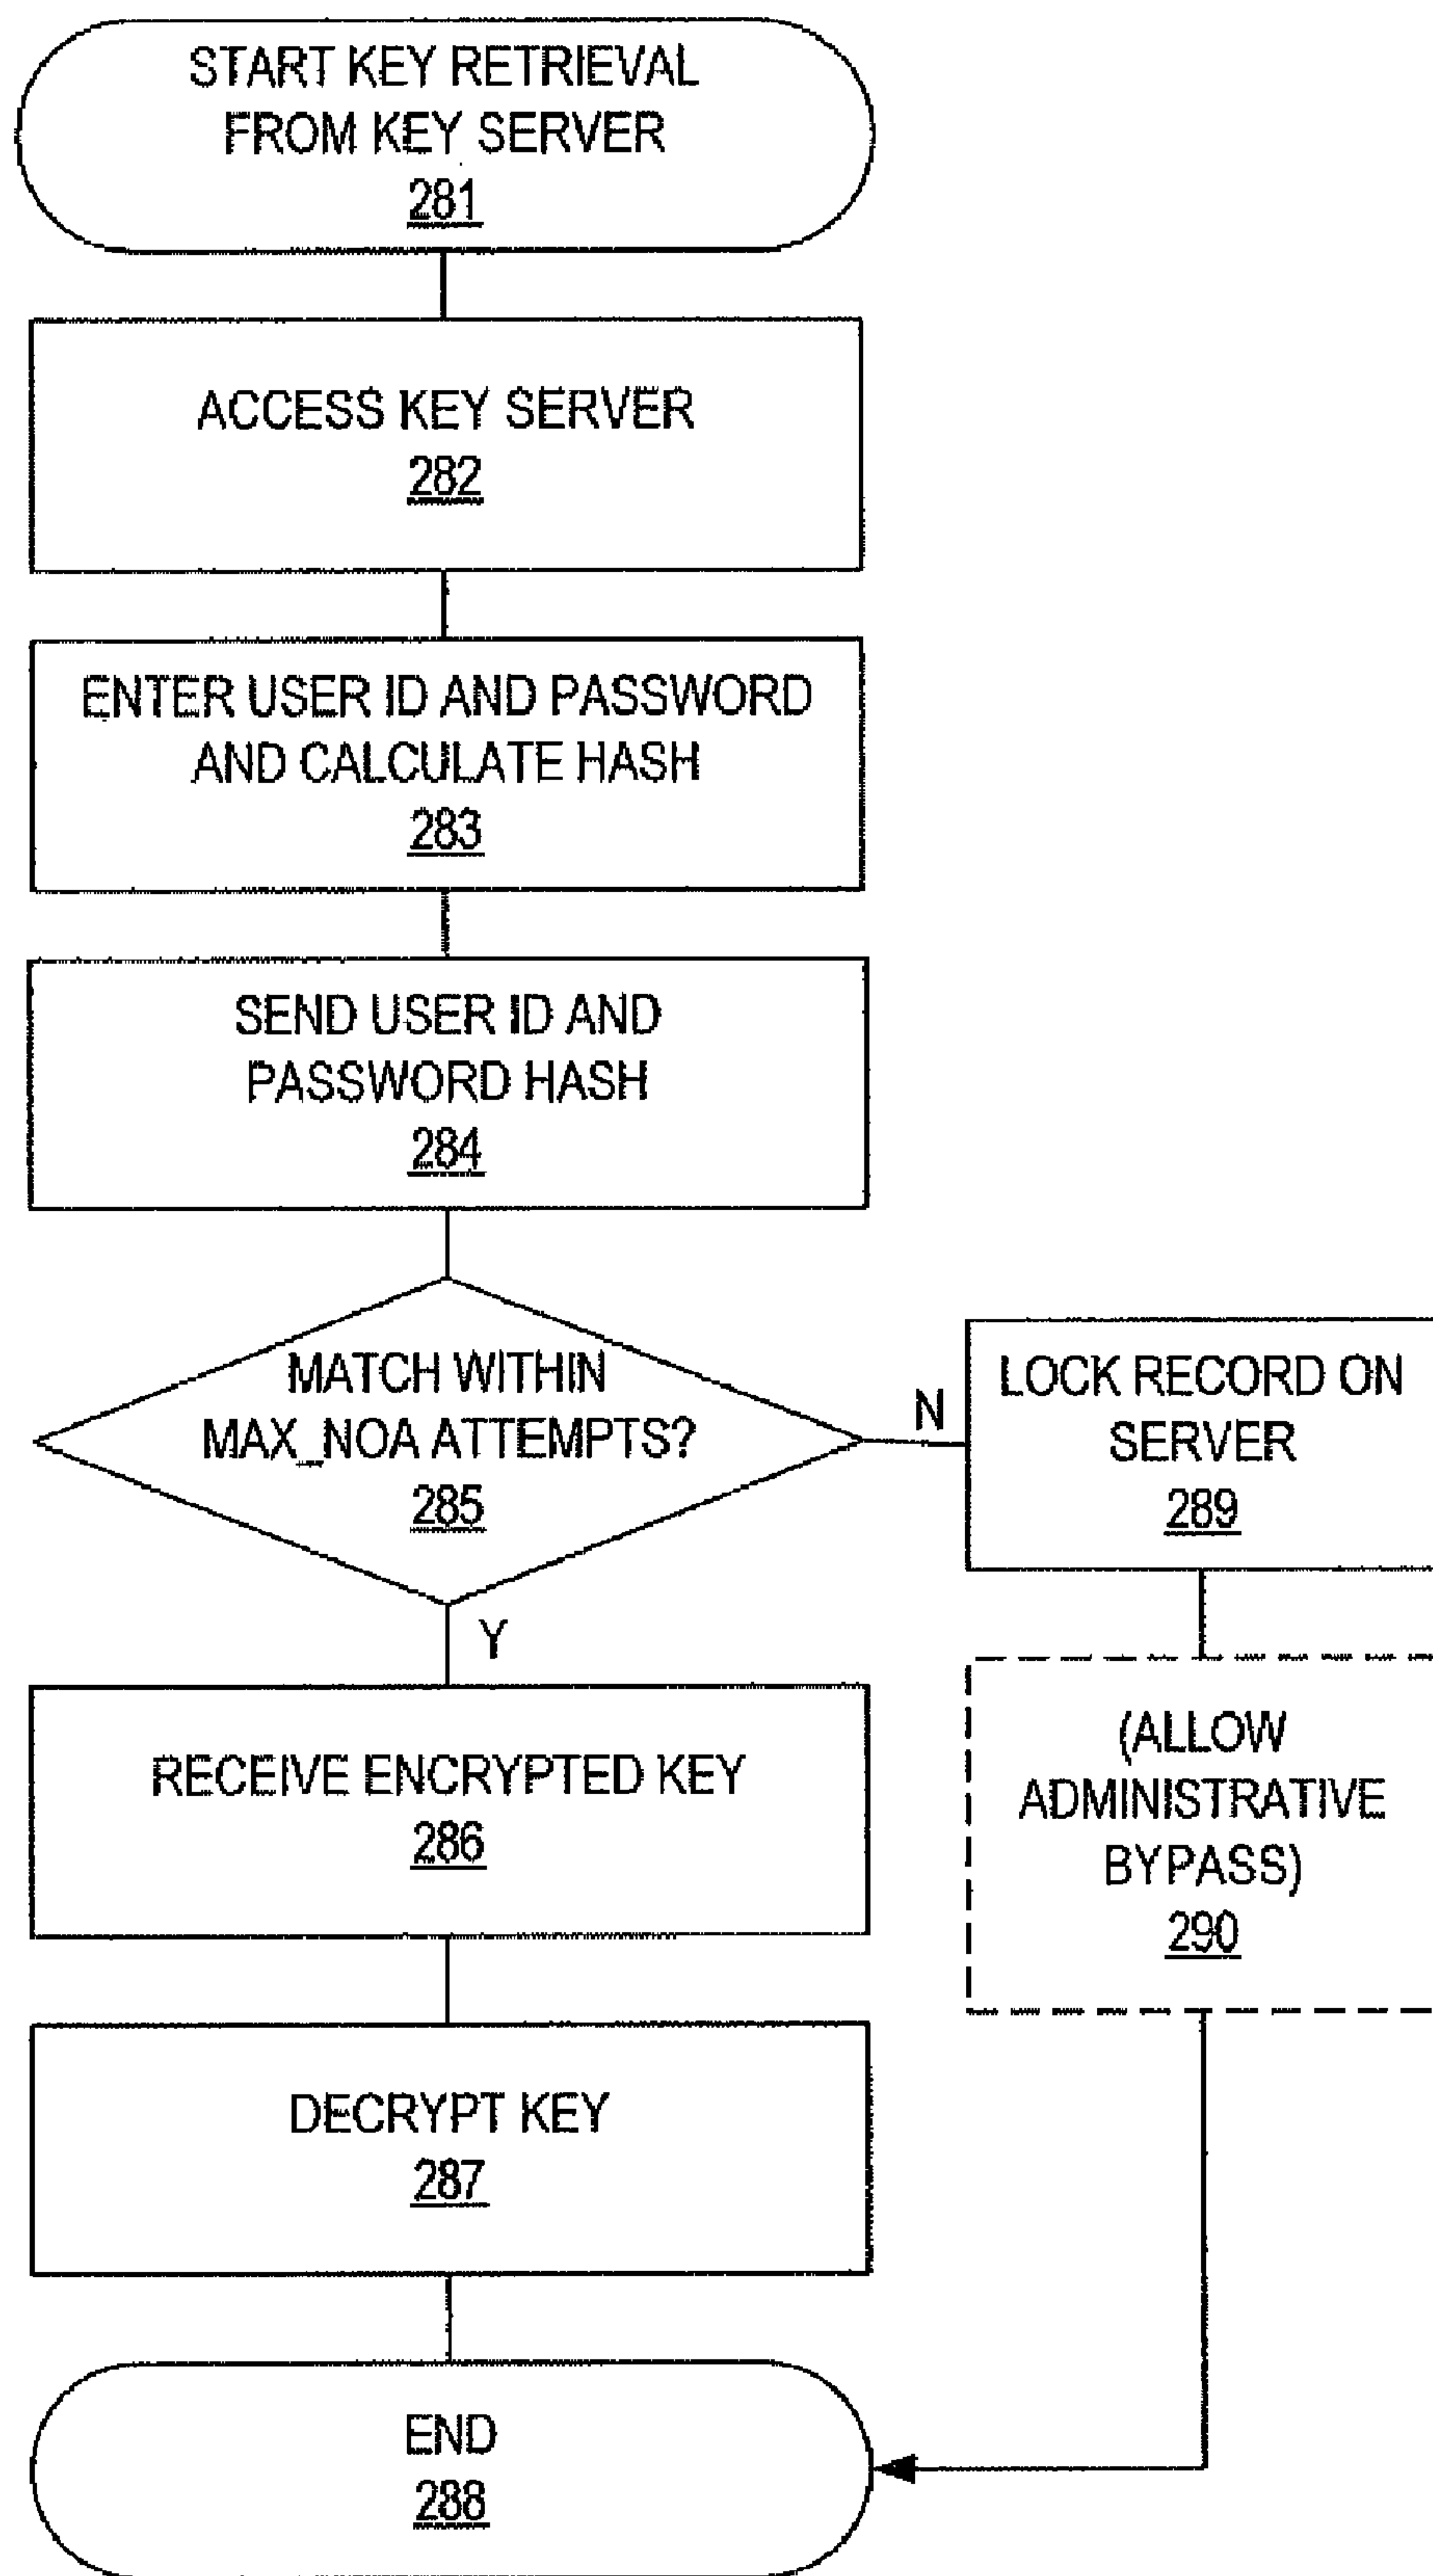 START KEY RETRIEVAL
FROM KEY SERVER
281
ACCESS KEY SERVER
282
ENTER USER ID AND PASSWORD
AND CALCULATE HASH
283
SEND USER ID AND
PASSWORD HASH
284
MATCH WITHIN
MAX_NOA ATTEMPTS?
285
N
LOCK RECORD ON
SERVER
289
Y
(ALLOW
ADMINISTRATIVE
BYPASS)
290
RECEIVE ENCRYPTED KEY
286
DECRYPT KEY
287
END
288